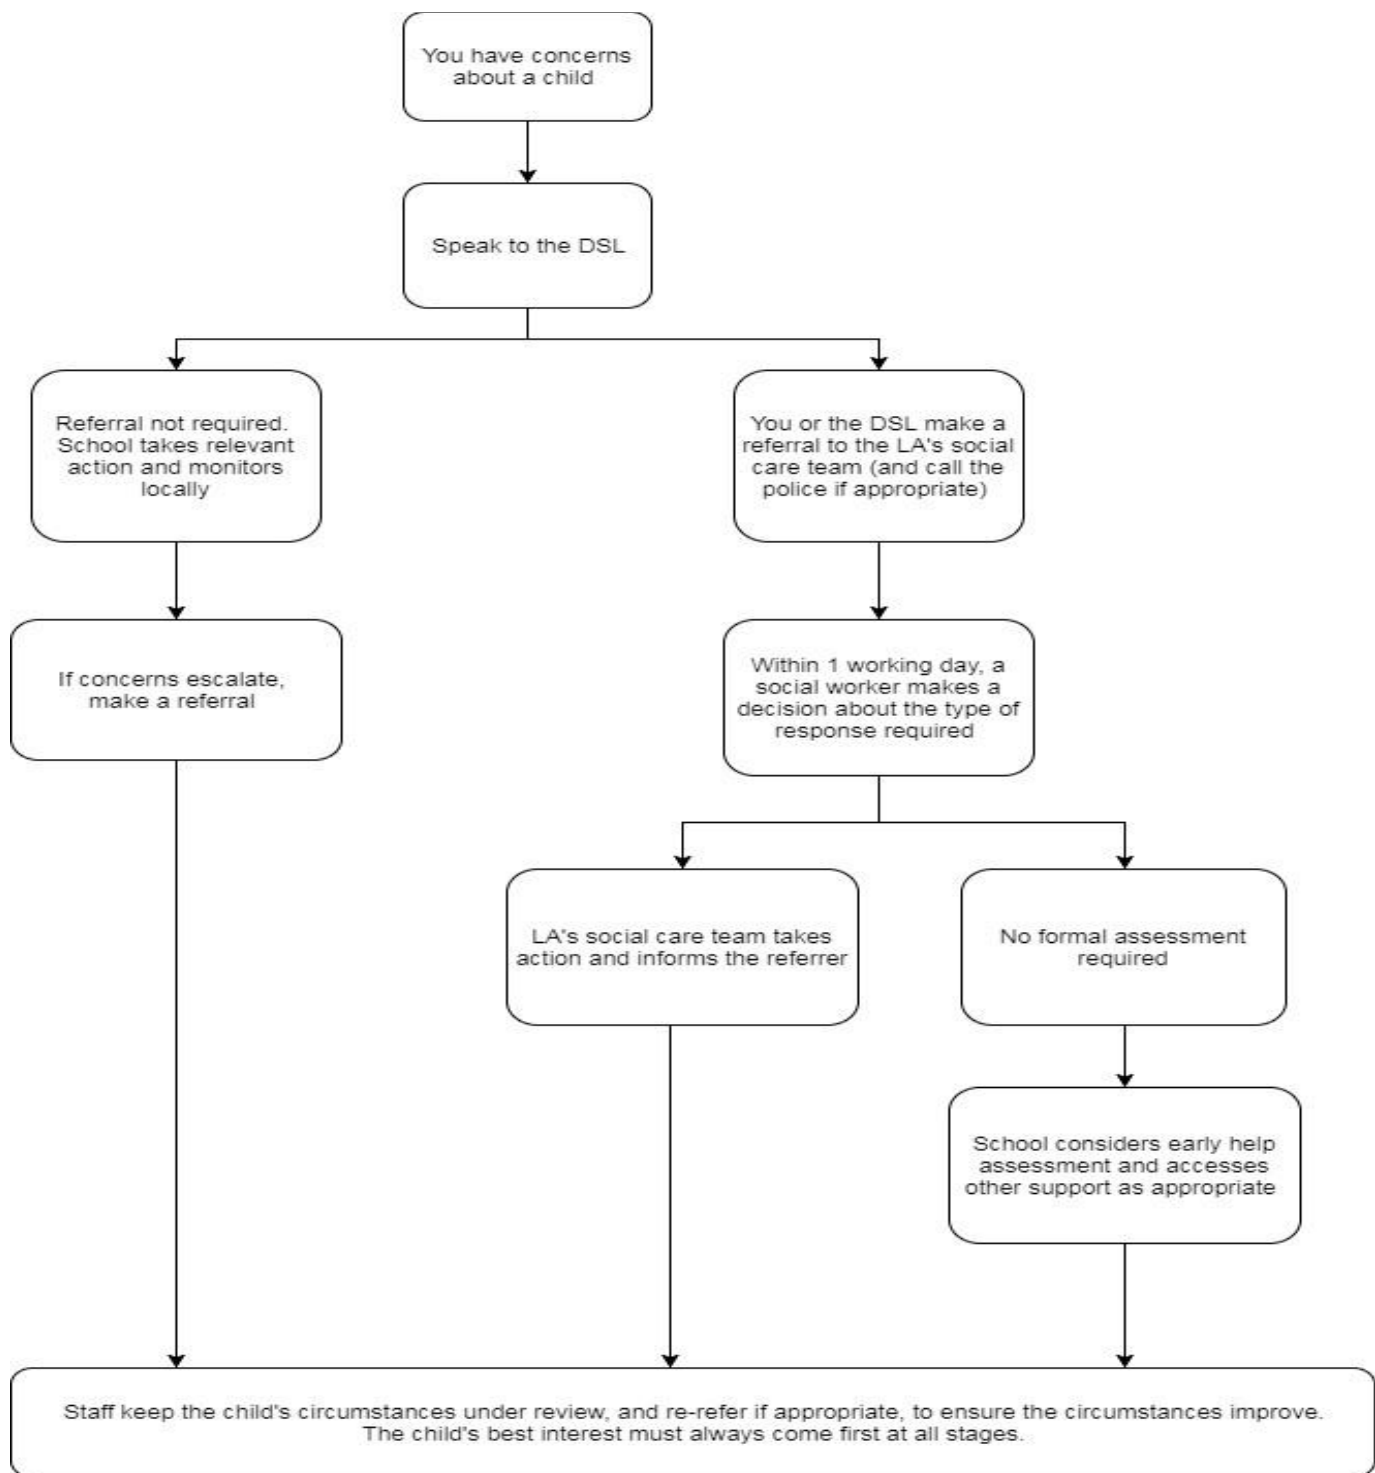 You have concerns
about a child
Speak to the DSL
Referral not required.
School takes relevant
action and monitors
locally
You or the DSL make a
referral to the LA's social
care team (and call the
police if appropriate)
If concerns escalate,
make a referral
Within 1 working day, a
social worker makes a
decision about the type of
response required
LA's social care team takes
action and informs the referrer
No formal assessment
required
School considers early help
assessment and accesses
other support as appropriate
Staff keep the child's circumstances under review, and re-refer if appropriate, to ensure the circumstances improve.
The child's best interest must always come first at all stages.